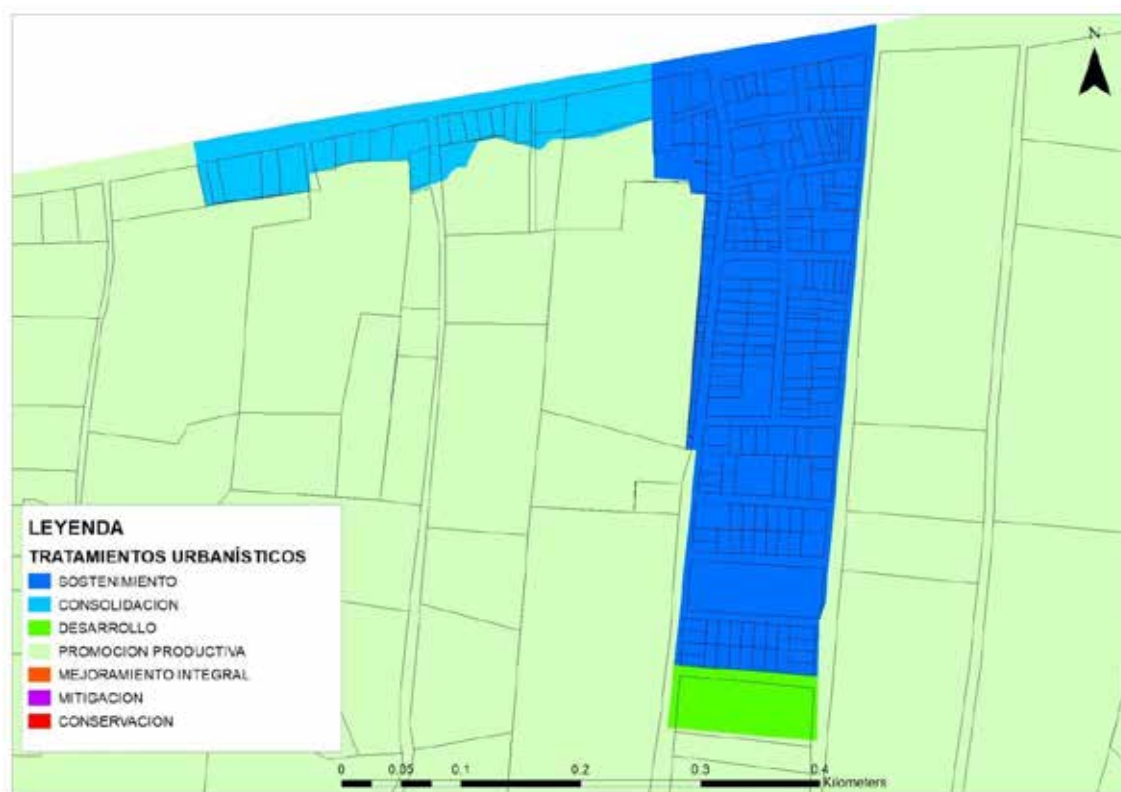 N
LEYENDA
TRATAMIENTOS URBANÍSTICOS
SOSTENIMIENTO
CONSOLIDACION
DESARROLLO
PROMOCION PRODUCTIVA
MEJORAMIENTO INTEGRAL
MITIGACION
CONSERVACION
0 0.05 0.1 0.2 0.3 0.4
Kilometers